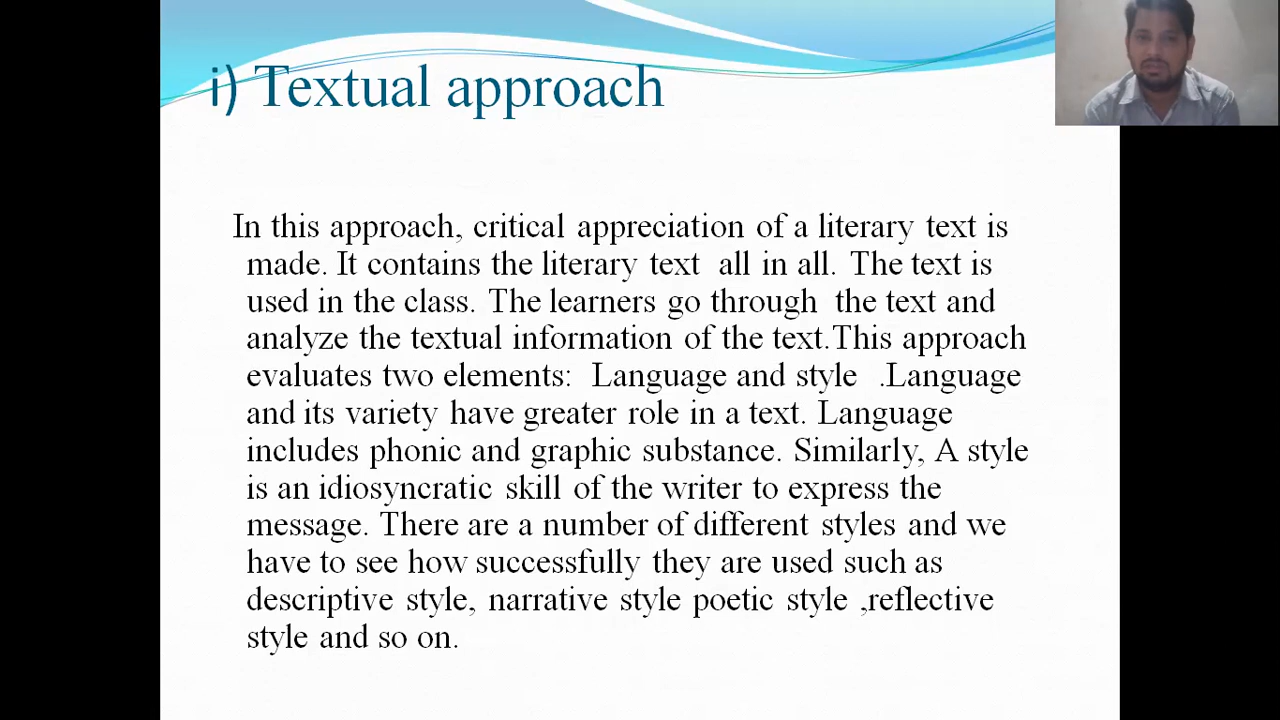 i) Textual approach
In this approach, critical appreciation of a literary text is
made. It contains the literary text all in all. The text is
used in the class. The learners go through the text and
analyze the textual information of the text.This approach
evaluates two elements: Language and style .Language
and its variety have greater role in a text. Language
includes phonic and graphic substance. Similarly, A style
is an idiosyncratic skill of the writer to express the
message. There are a number of different styles and we
have to see how successfully they are used such as
descriptive style, narrative style poetic style ,reflective
style and so on.